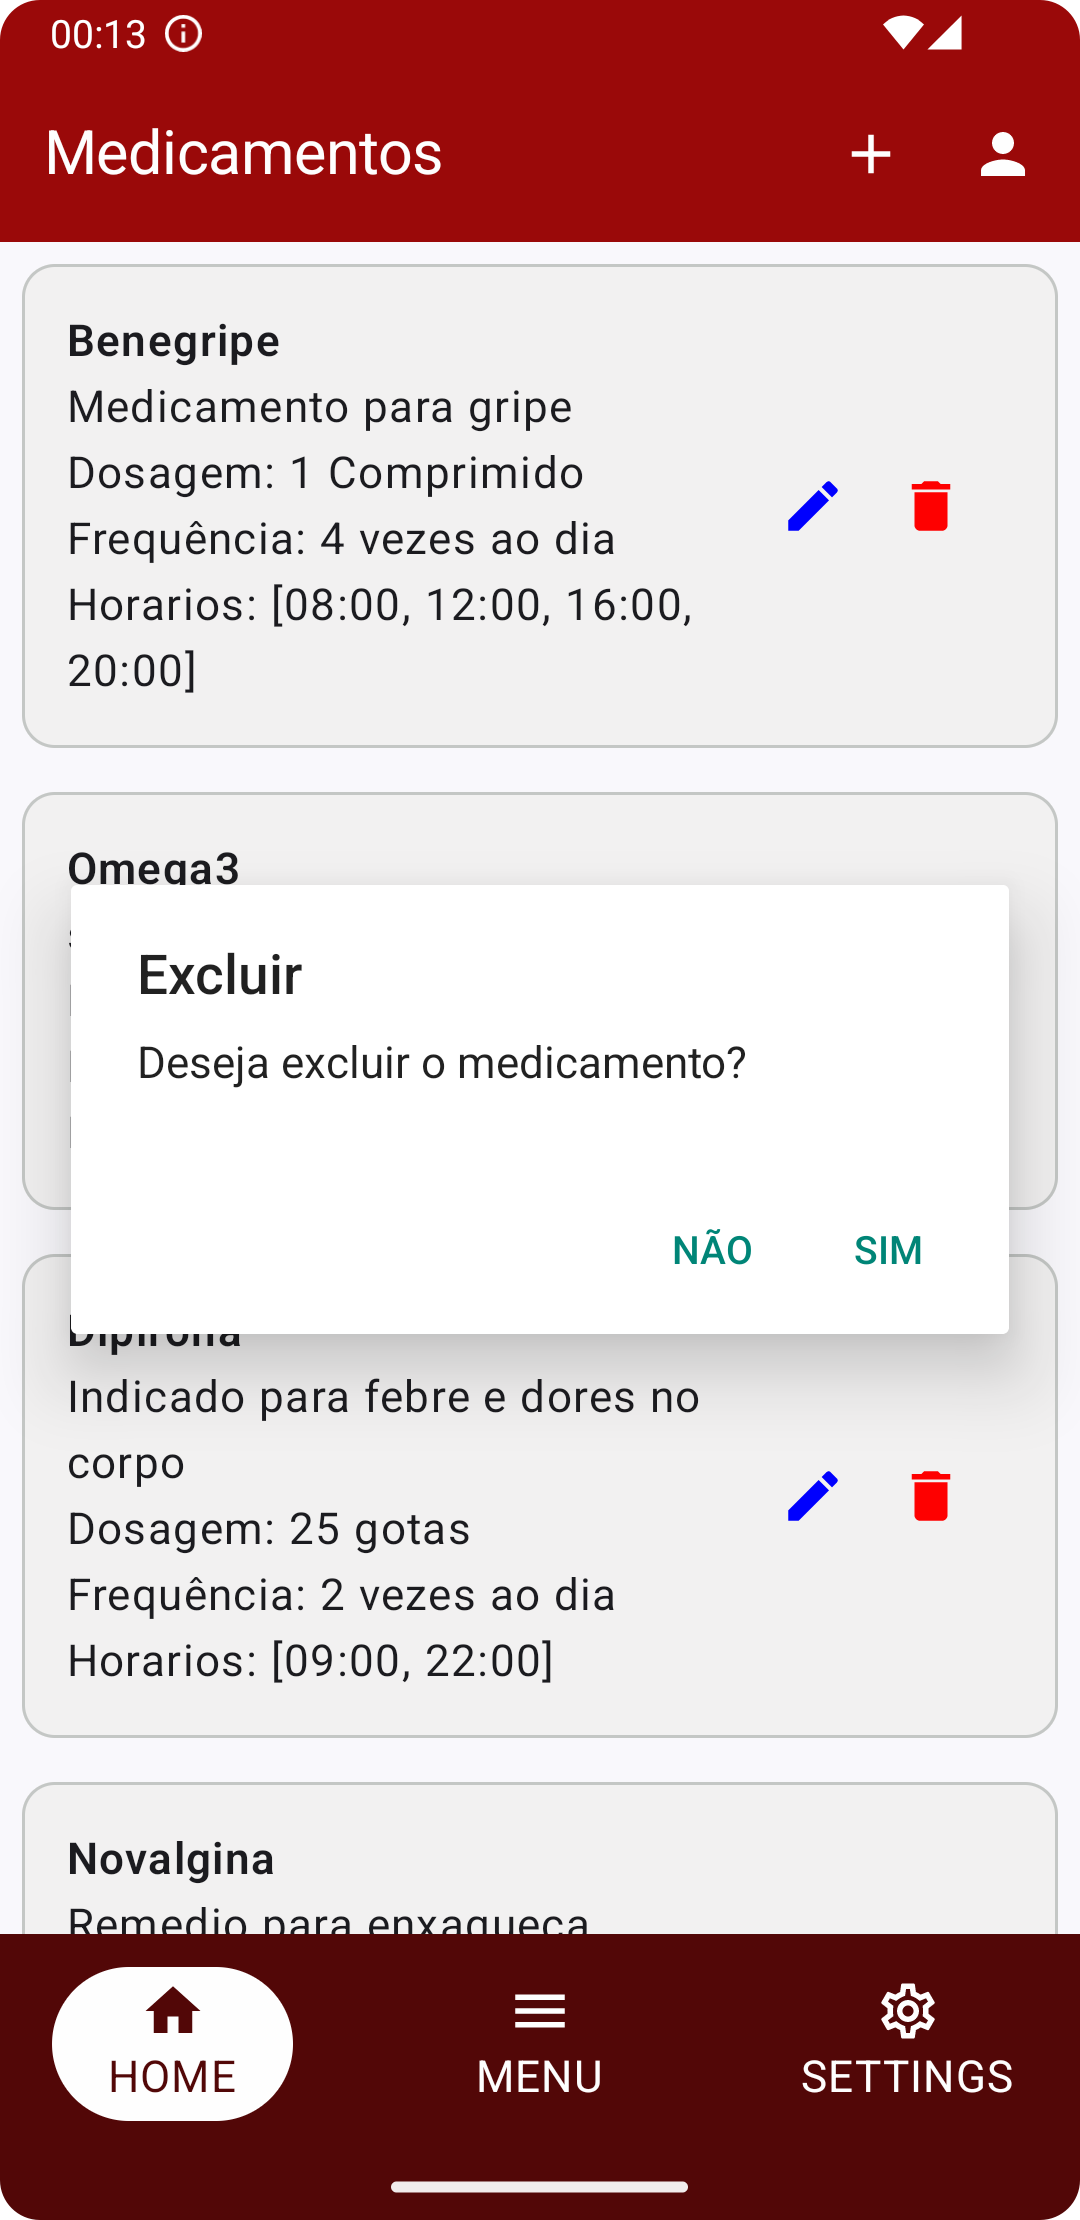 00:13
Medicamentos
Benegripe
Medicamento para gripe
Dosagem: 1 Comprimido
Frequência: 4 vezes ao dia
Horarios: [08:00, 12:00, 16:00,
20:00]
Omega3
Excluir
Deseja excluir o medicamento?
NÃO
SIM
Dipirona
Indicado para febre e dores no
corpo
Dosagem: 25 gotas
Frequência: 2 vezes ao dia
Horarios: [09:00, 22:00]
Novalgina
Remedio para enxaqueca
HOME
MENU
SETTINGS